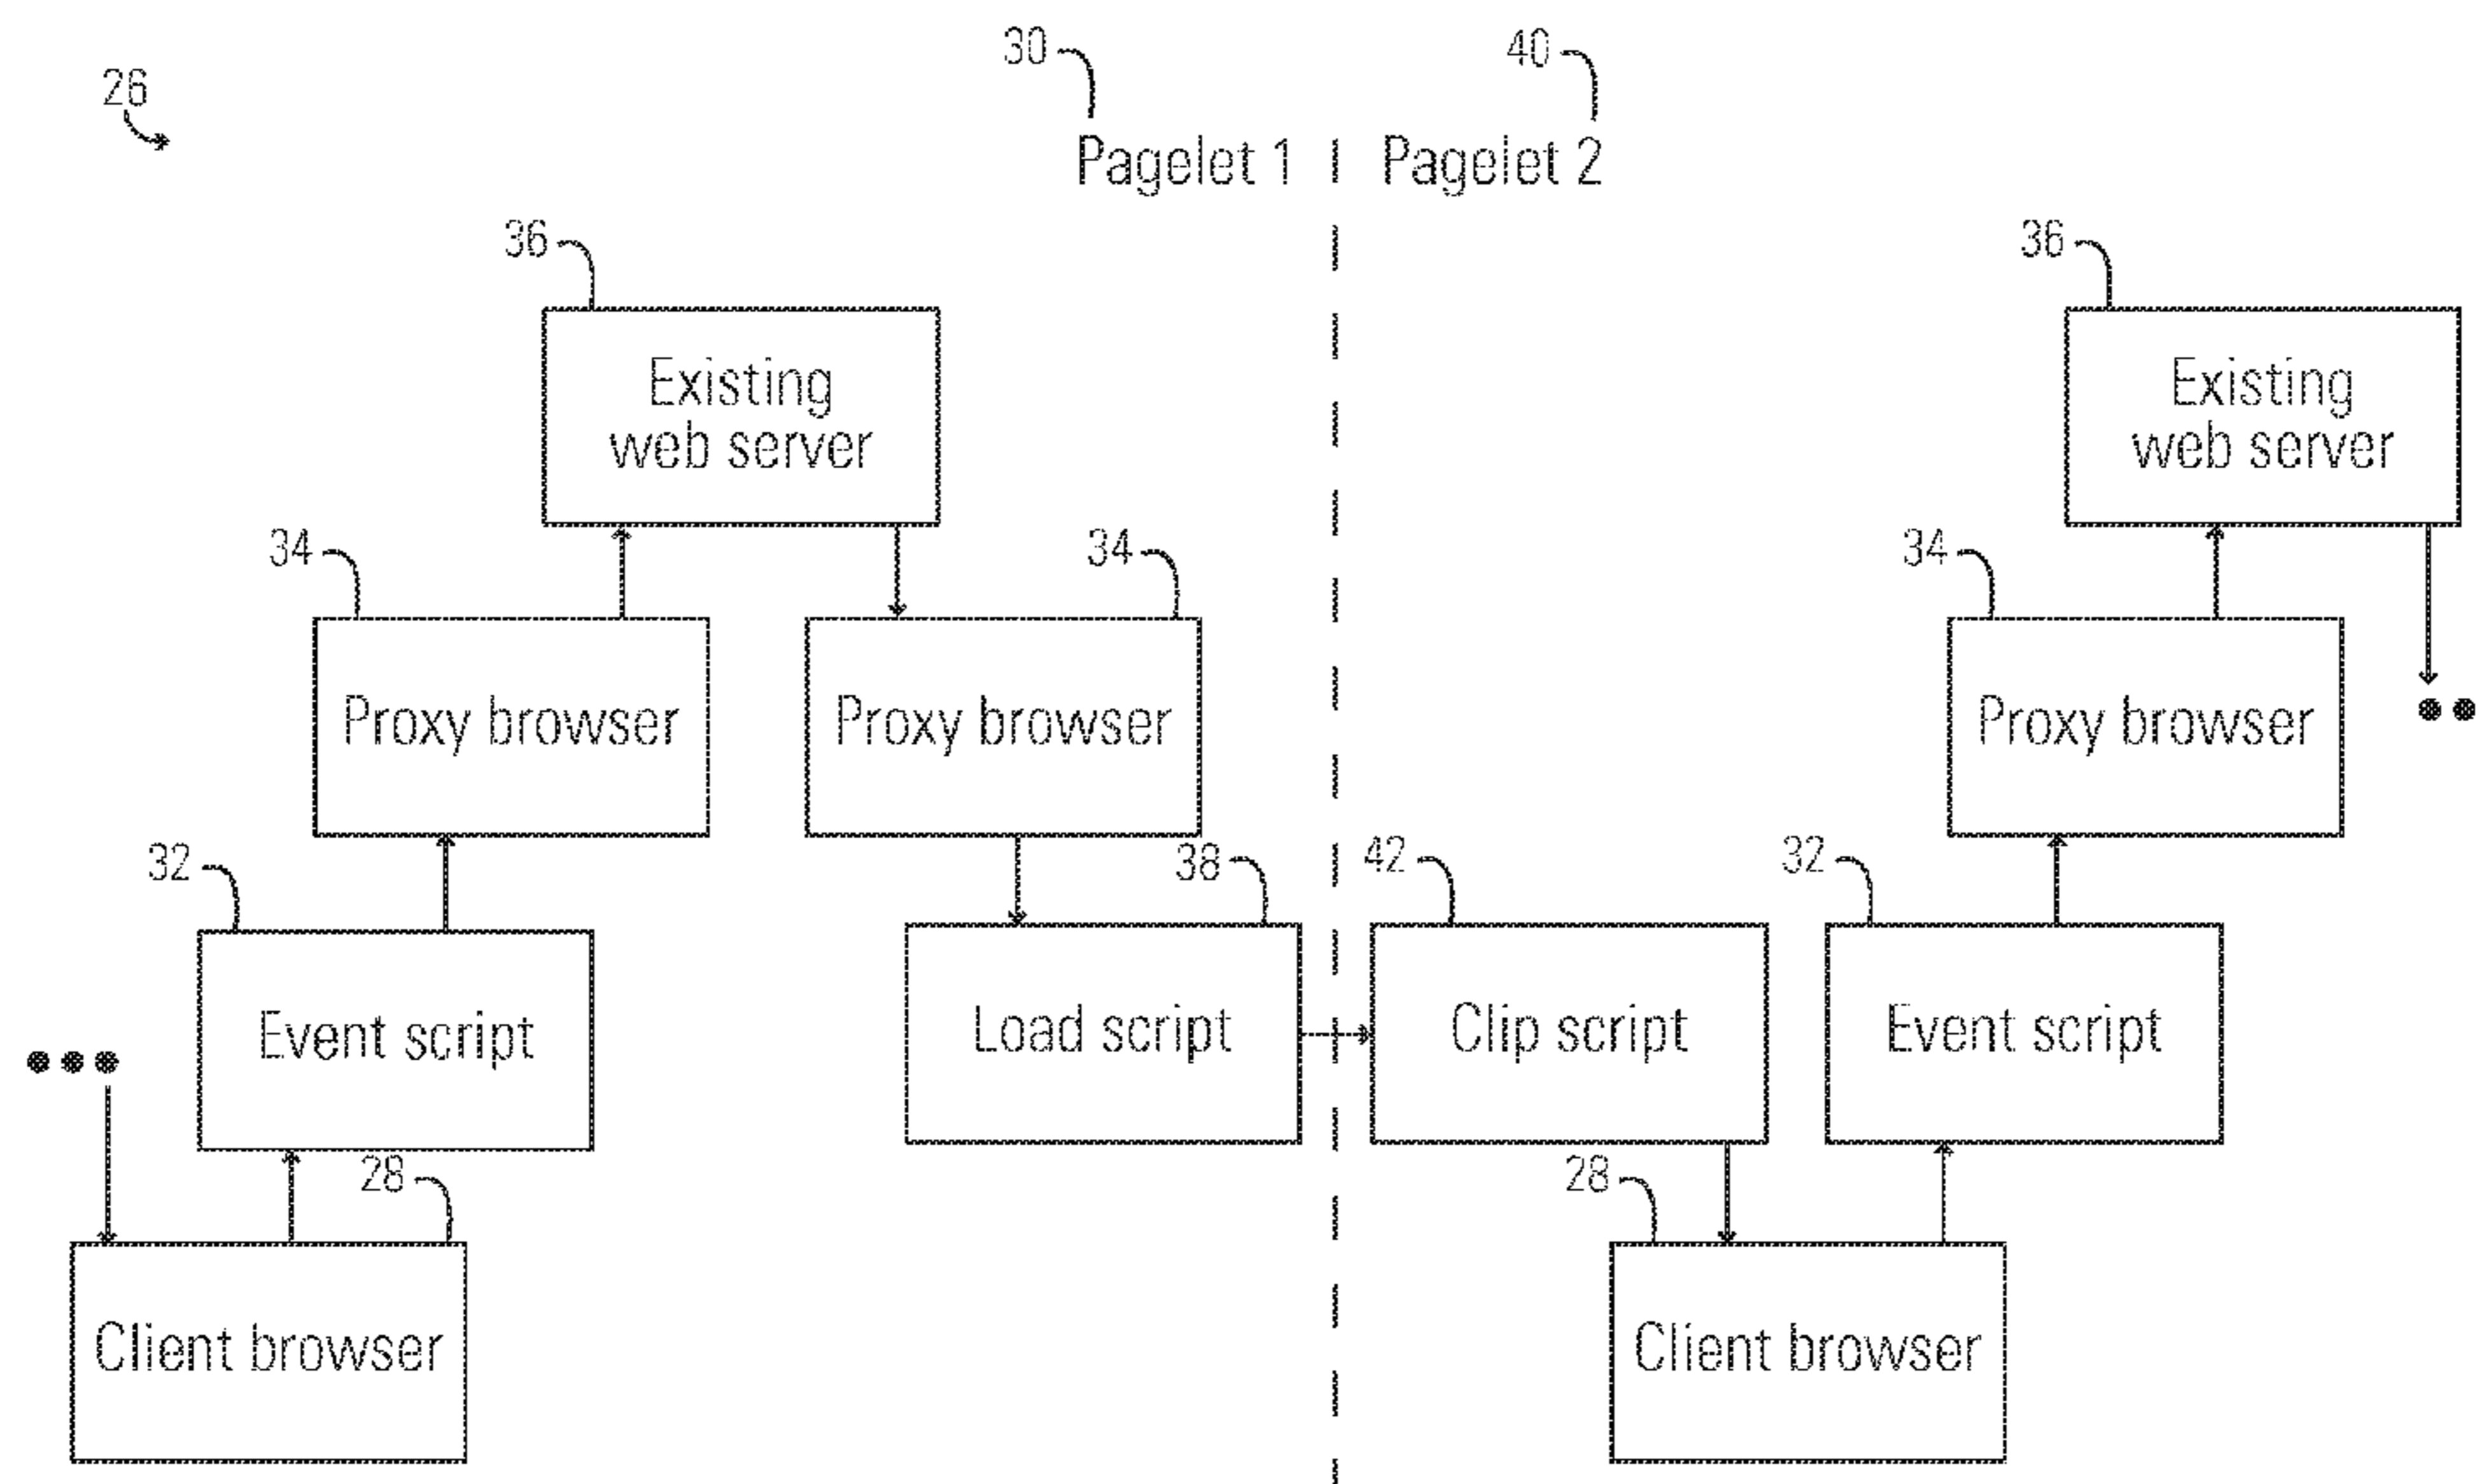 30
40
26
Pagelet 1
Pagelet 2
36
36
Existing
web server
Existing
web server
34
34
34
Proxy browser
Proxy browser
Proxy browser
32
38
42
32
Event script
Load script
Clip script
Event script
28
28
Client browser
Client browser